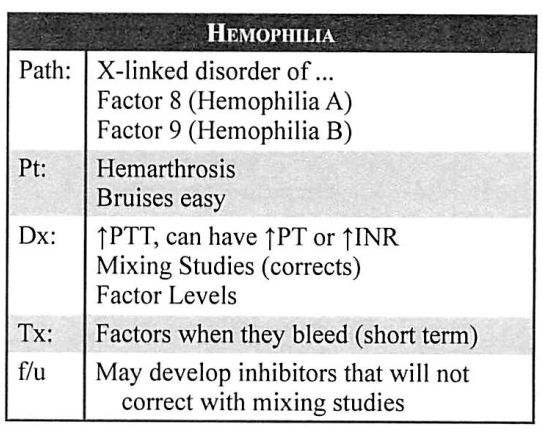 HEMOPHILIA
Path: X-linked disorder of ...
Factor 8 (Hemophilia A)
Factor 9 (Hemophilia B)
Pt: Hemarthrosis
Bruises easy
Dx: ↑PTT, can have ↑PT or ↑INR
Mixing Studies (corrects)
Factor Levels
Tx: Factors when they bleed (short term)
f/u May develop inhibitors that will not
correct with mixing studies